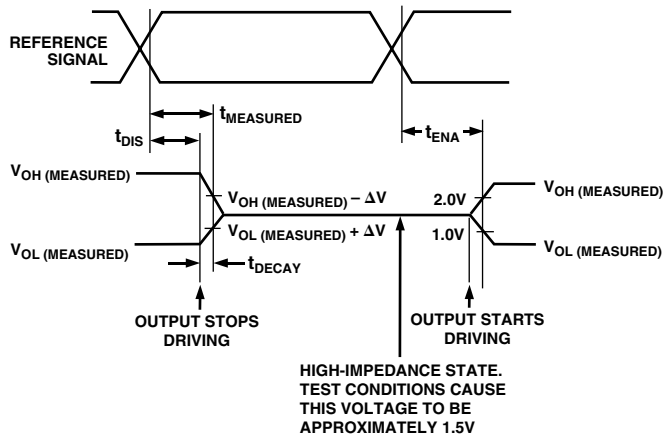 REFERENCE
SIGNAL
tMEASURED
tDIS
tENA
VOH (MEASURED)
VOH (MEASURED) – ΔV
2.0V
VOH (MEASURED)
VOL (MEASURED)
VOL (MEASURED) + ΔV
1.0V
VOL (MEASURED)
tDECAY
OUTPUT STOPS
DRIVING
OUTPUT STARTS
DRIVING
HIGH-IMPEDANCE STATE.
TEST CONDITIONS CAUSE
THIS VOLTAGE TO BE
APPROXIMATELY 1.5V